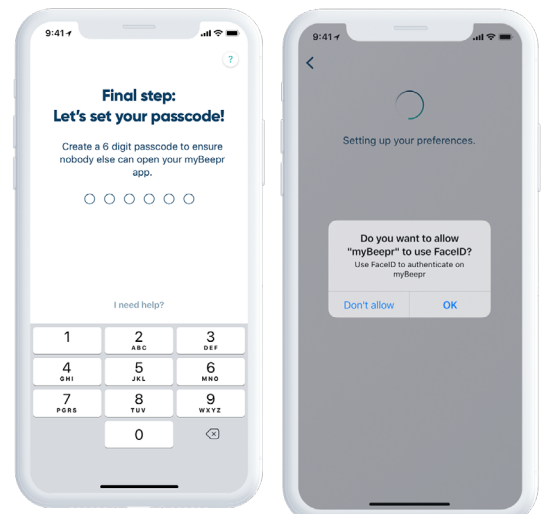 9:41
?
Final step:
Let's set your passcode!
Create a 6 digit passcode to ensure
nobody else can open your myBeepr
app.
I need help?
1
2
ABC
3
DEF
4
GHI
5
JKL
6
MNO
7
PQRS
8
TUV
9
WXYZ
0
9:41
Setting up your preferences.
Do you want to allow
"myBeepr" to use FaceID?
Use FaceID to authenticate on
myBeepr
Don't allow
OK